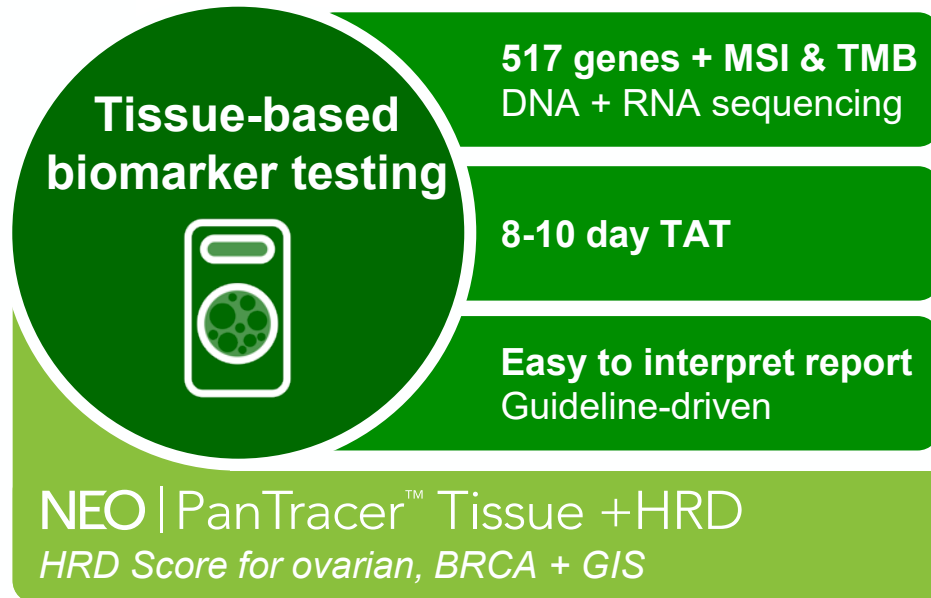 Tissue-based
biomarker testing
517 genes + MSI & TMB
DNA + RNA sequencing
8-10 day TAT
Easy to interpret report
Guideline-driven
NEO | PanTracer™ Tissue +HRD
HRD Score for ovarian, BRCA + GIS